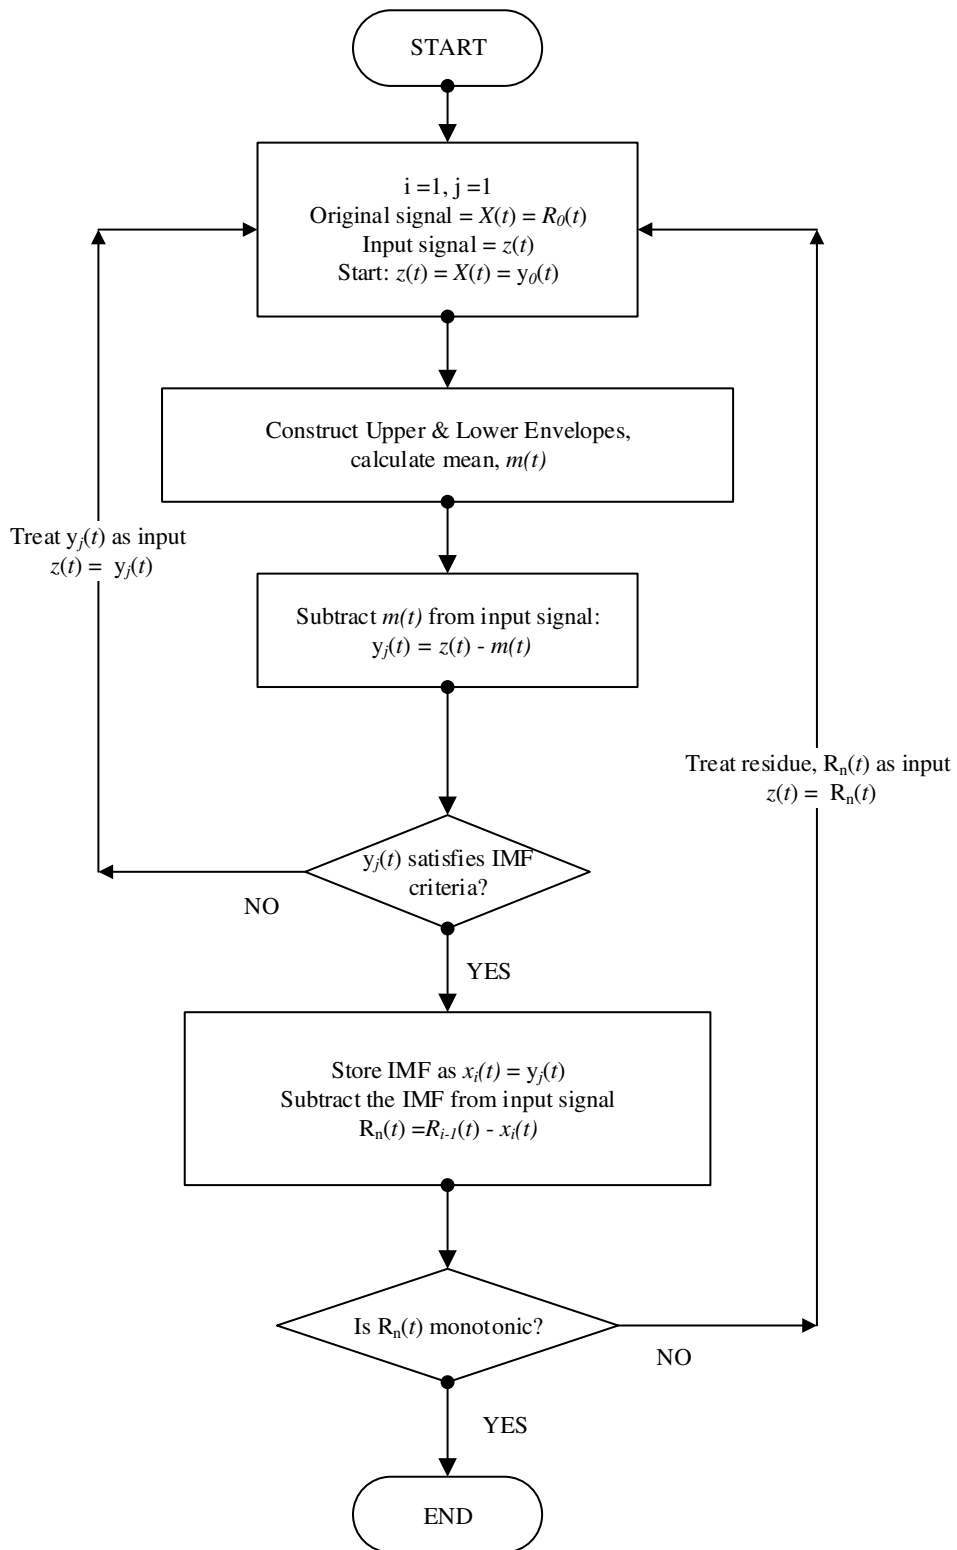 START
i =1, j =1
Original signal = X(t) = R0(t)
Input signal = z(t)
Start: z(t) = X(t) = y0(t)
Construct Upper & Lower Envelopes,
calculate mean, m(t)
Treat yj(t) as input
z(t) = yj(t)
Subtract m(t) from input signal:
yj(t) = z(t) - m(t)
Treat residue, Rn(t) as input
z(t) = Rn(t)
yj(t) satisfies IMF
criteria?
NO
YES
Store IMF as xi(t) = yj(t)
Subtract the IMF from input signal
Rn(t) =Ri-1(t) - xi(t)
Is Rn(t) monotonic?
NO
YES
END